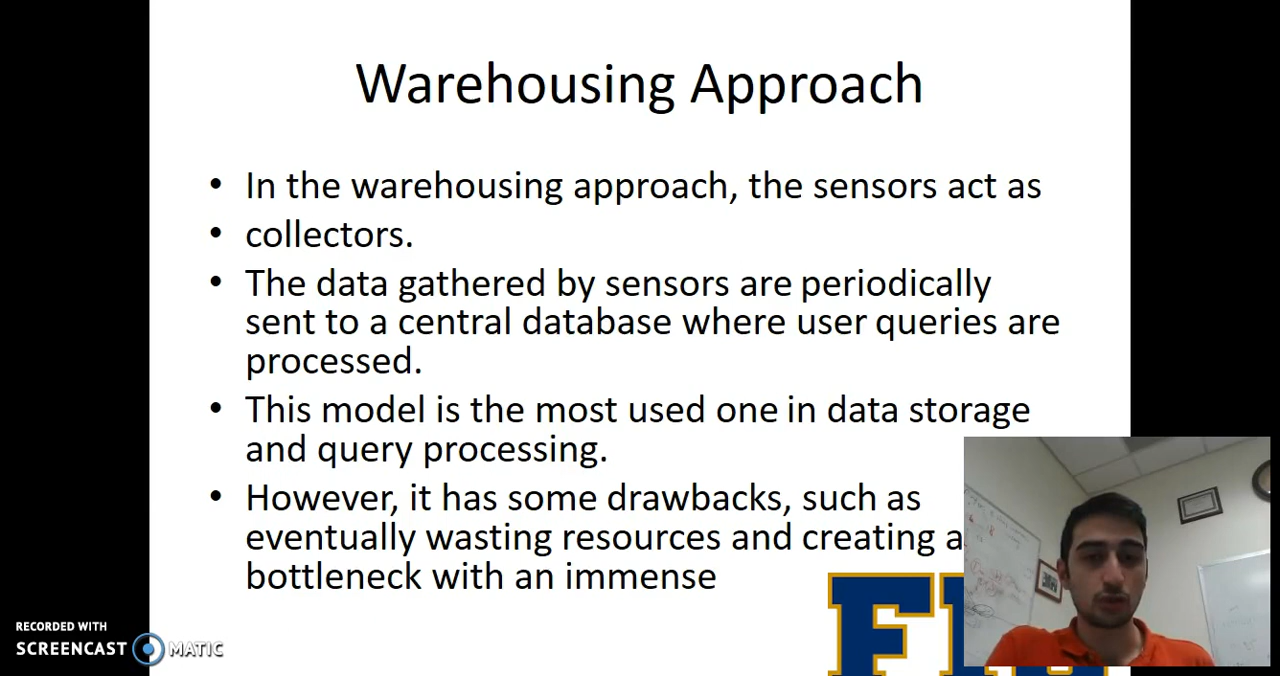 Warehousing Approach
• In the warehousing approach, the sensors act as
• collectors.
• The data gathered by sensors are periodically
sent to a central database where user queries are
processed.
• This model is the most used one in data storage
and query processing.
• However, it has some drawbacks, such as
eventually wasting resources and creating a
bottleneck with an immense
RECORDED WITH
SCREENCAST MATIC